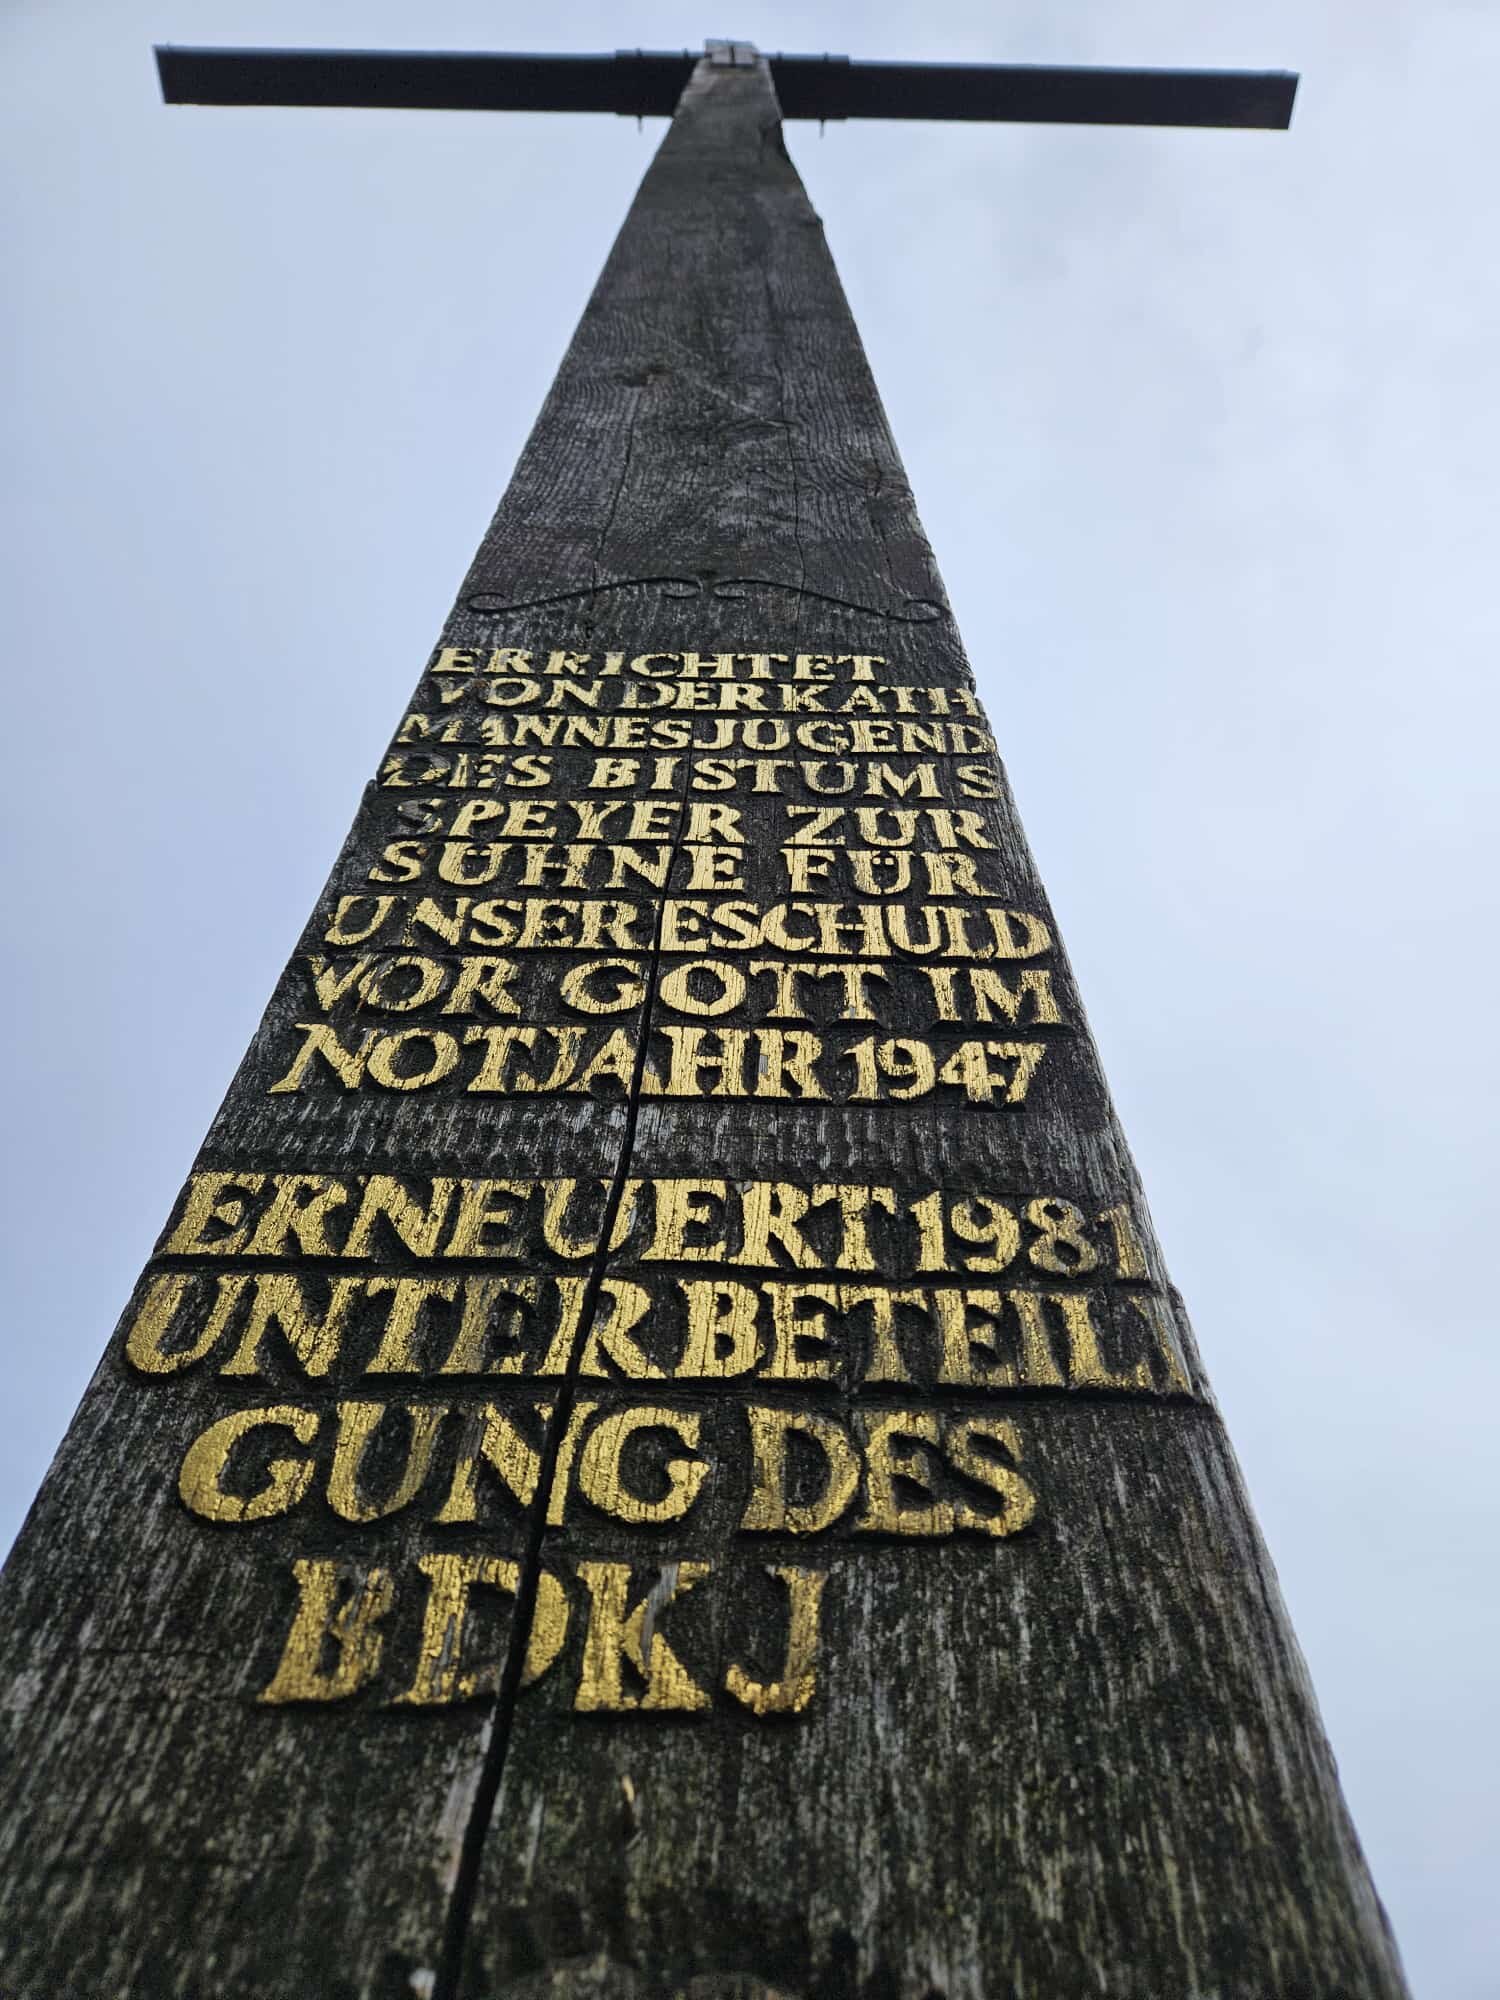 ERRICHTET
VON DER KATH
MANNESJUGEND
DES BISTUMS
SPEYER ZUR
SÜHNE FÜR
UNSERE SCHULD
VOR GOTT IM
NOTJAHR 1947
ERNEUERT 1981
UNTER BETEILI
GUNG DES
BDKJ